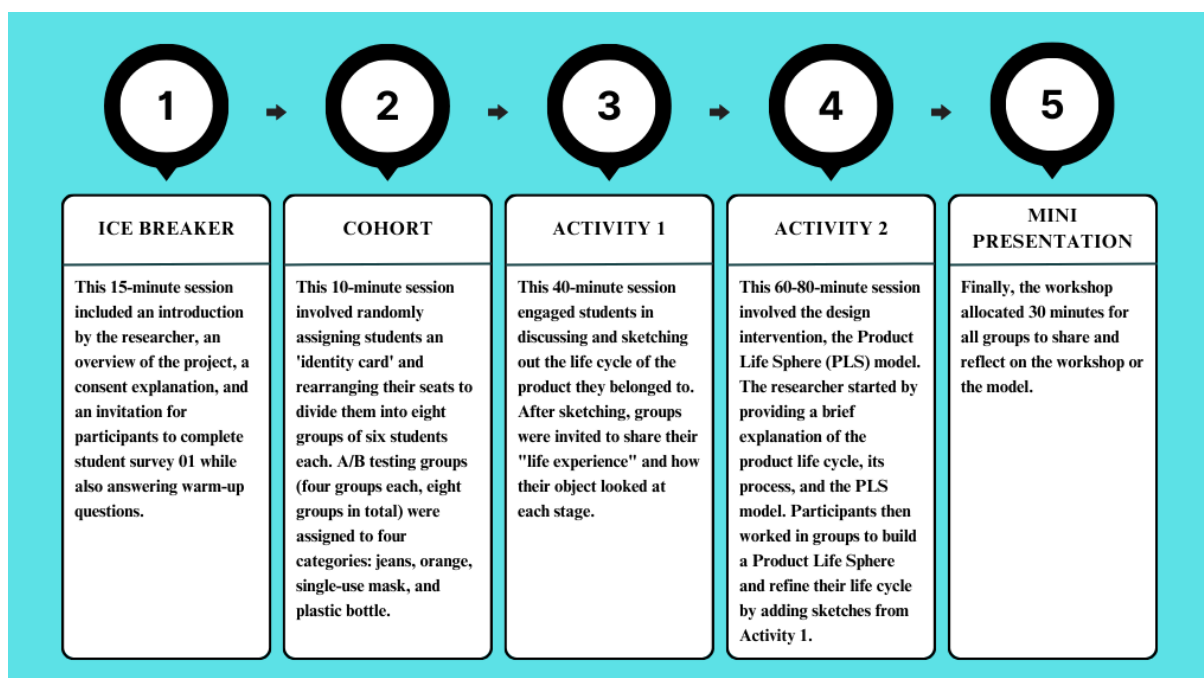 1
2
3
4
5
ICE BREAKER
This 15-minute session
included an introduction
by the researcher, an
overview of the project, a
consent explanation, and
an invitation for
participants to complete
student survey 01 while
also answering warm-up
questions.
COHORT
This 10-minute session
involved randomly
assigning students an
'identity card' and
rearranging their seats to
divide them into eight
groups of six students
each. A/B testing groups
(four groups each, eight
groups in total) were
assigned to four
categories: jeans, orange,
single-use mask, and
plastic bottle.
ACTIVITY 1
This 40-minute session
engaged students in
discussing and sketching
out the life cycle of the
product they belonged to.
After sketching, groups
were invited to share their
"life experience" and how
their object looked at
each stage.
ACTIVITY 2
This 60-80-minute session
involved the design
intervention, the Product
Life Sphere (PLS) model.
The researcher started by
providing a brief
explanation of the
product life cycle, its
process, and the PLS
model. Participants then
worked in groups to build
a Product Life Sphere
and refine their life cycle
by adding sketches from
Activity 1.
MINI
PRESENTATION
Finally, the workshop
allocated 30 minutes for
all groups to share and
reflect on the workshop or
the model.